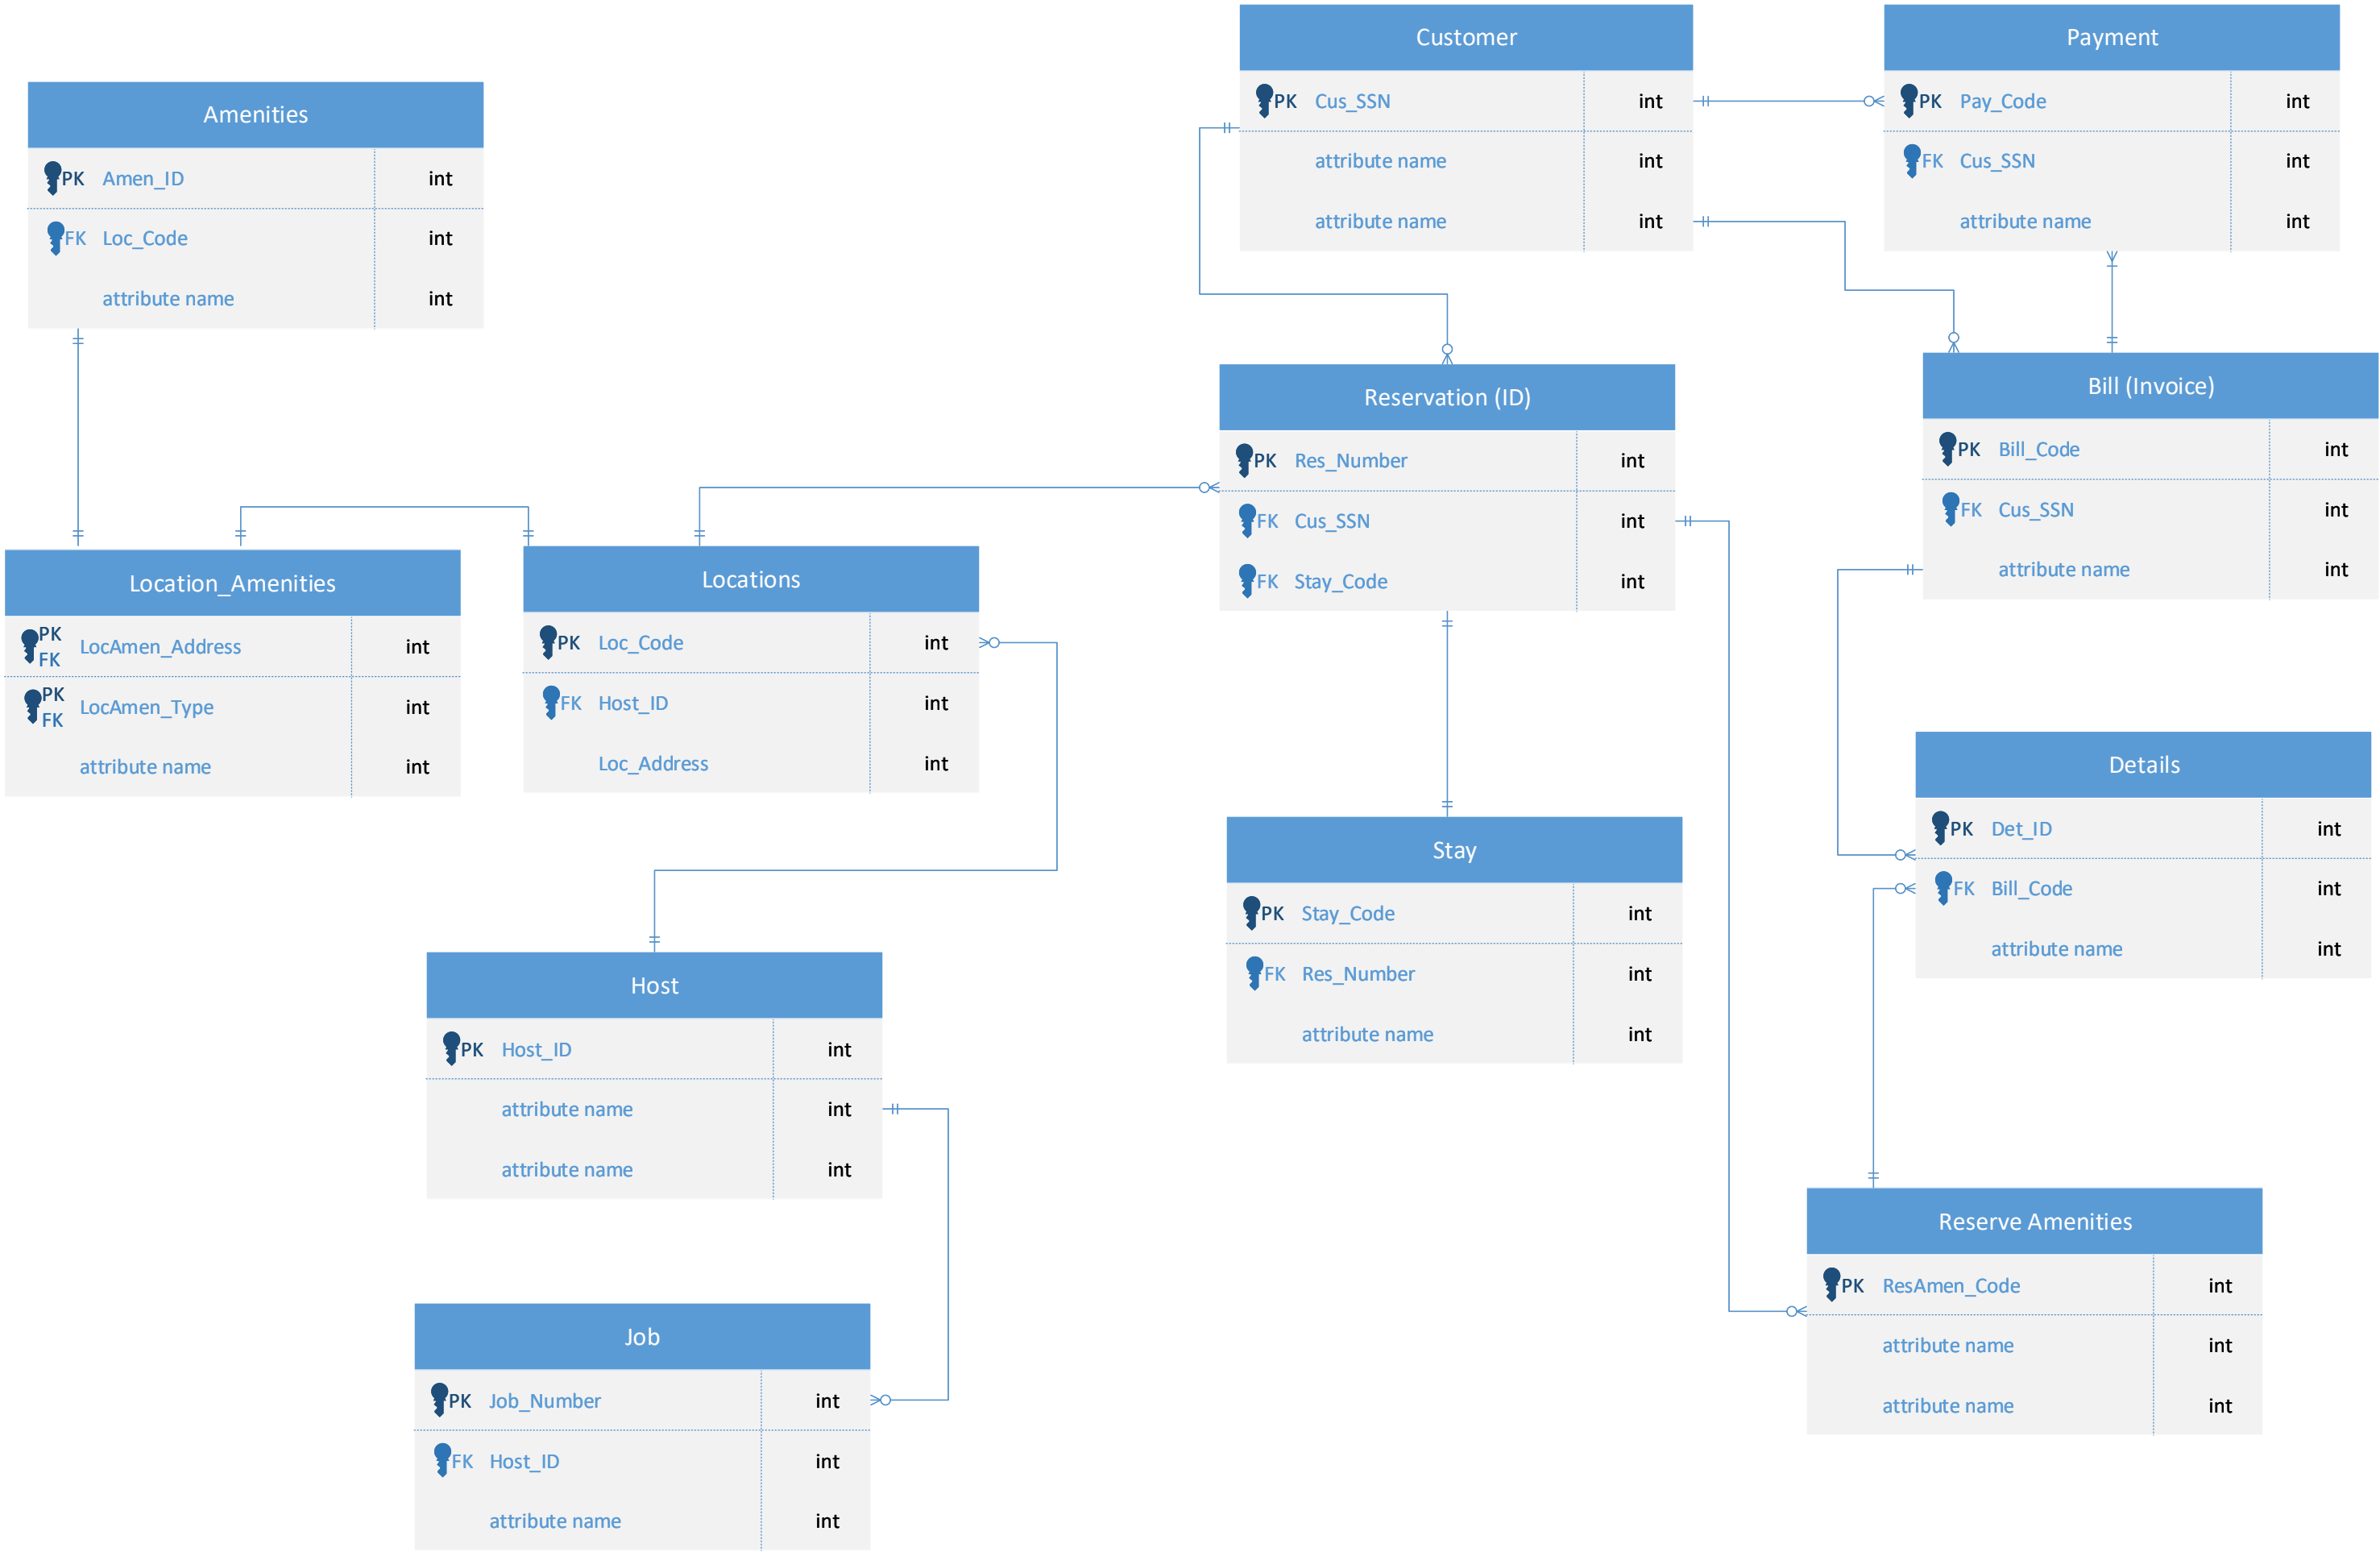 Customer
PK Cus_SSN int
attribute name int
attribute name int
Payment
PK Pay_Code int
FK Cus_SSN int
attribute name int
Amenities
PK Amen_ID int
FK Loc_Code int
attribute name int
Reservation (ID)
PK Res_Number int
FK Cus_SSN int
FK Stay_Code int
Bill (Invoice)
PK Bill_Code int
FK Cus_SSN int
attribute name int
Location_Amenities
PK
FK LocAmen_Address int
PK
FK LocAmen_Type int
attribute name int
Locations
PK Loc_Code int
FK Host_ID int
Loc_Address int
Details
PK Det_ID int
FK Bill_Code int
attribute name int
Stay
PK Stay_Code int
FK Res_Number int
attribute name int
Host
PK Host_ID int
attribute name int
attribute name int
Reserve Amenities
PK ResAmen_Code int
attribute name int
attribute name int
Job
PK Job_Number int
FK Host_ID int
attribute name int